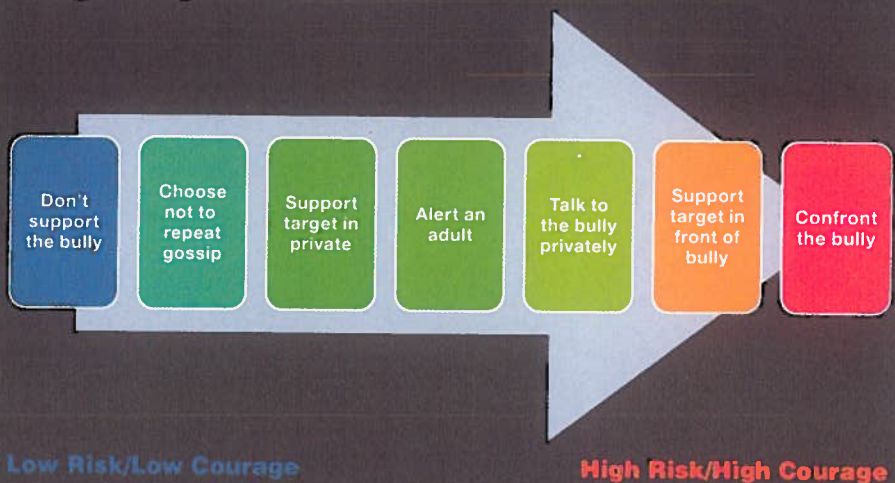 Don't
support
the bully
Choose
not to
repeat
gossip
Support
target in
private
Alert an
adult
Talk to
the bully
privately
Support
target in
front of
bully
Confront
the bully
Low Risk/Low Courage
High Risk/High Courage